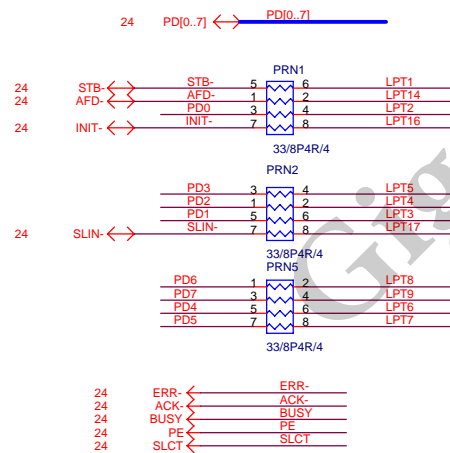 24 PD[0..7] PD[0..7]
PRN1
24 STB- STB- 5 6 LPT1
24 AFD- AFD- 1 2 LPT14
PD0 3 4 LPT2
24 INIT- INIT- 7 8 LPT16
33/8P4R/4
PRN2
PD3 3 4 LPT5
PD2 1 2 LPT4
PD1 5 6 LPT3
24 SLIN- SLIN- 7 8 LPT17
33/8P4R/4
PRN5
PD6 1 2 LPT8
PD7 3 4 LPT9
PD4 5 6 LPT6
PD5 7 8 LPT7
33/8P4R/4
24 ERR- ERR-
24 ACK- ACK-
24 BUSY BUSY
24 PE PE
24 SLCT SLCT
Gig